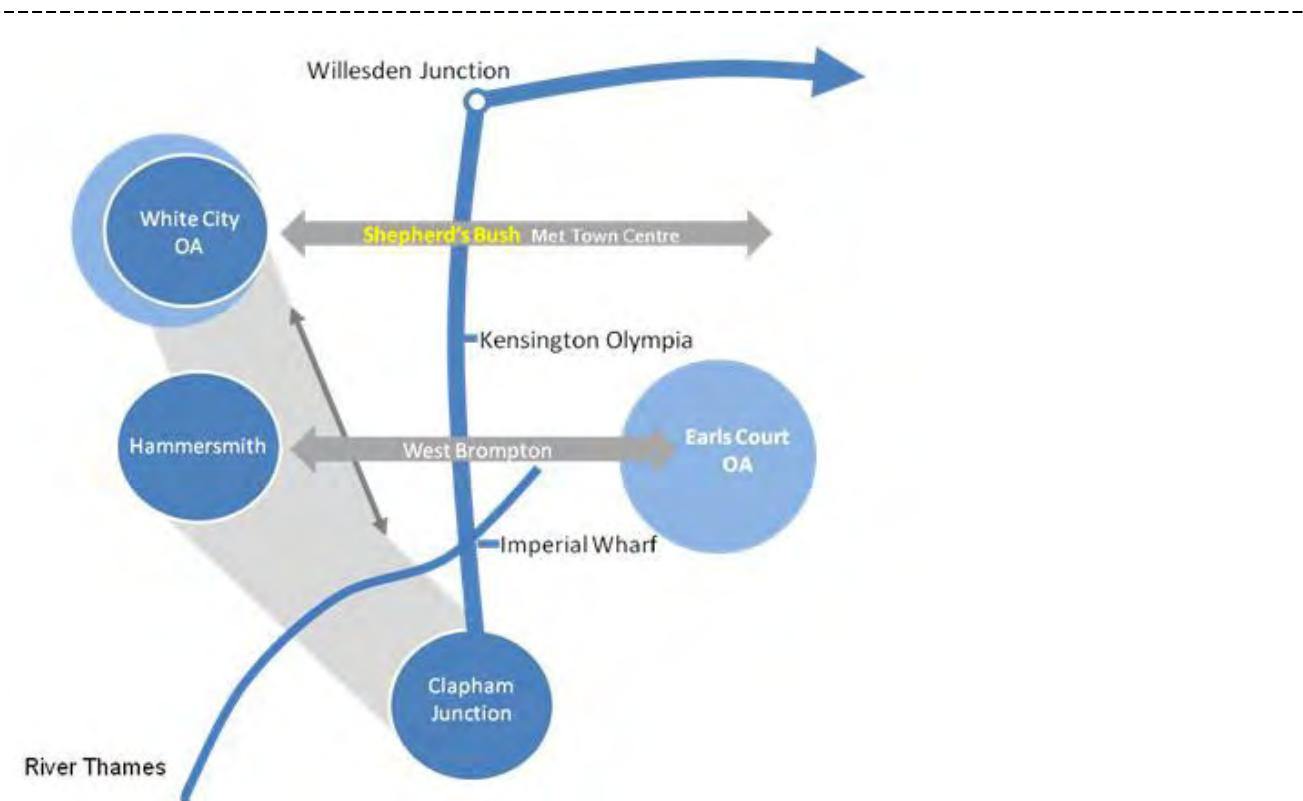 Willesden Junction
White City
OA
Shepherd's Bush Met Town Centre
Kensington Olympia
Hammersmith
West Brompton
Earls Court
OA
Imperial Wharf
Clapham
Junction
River Thames